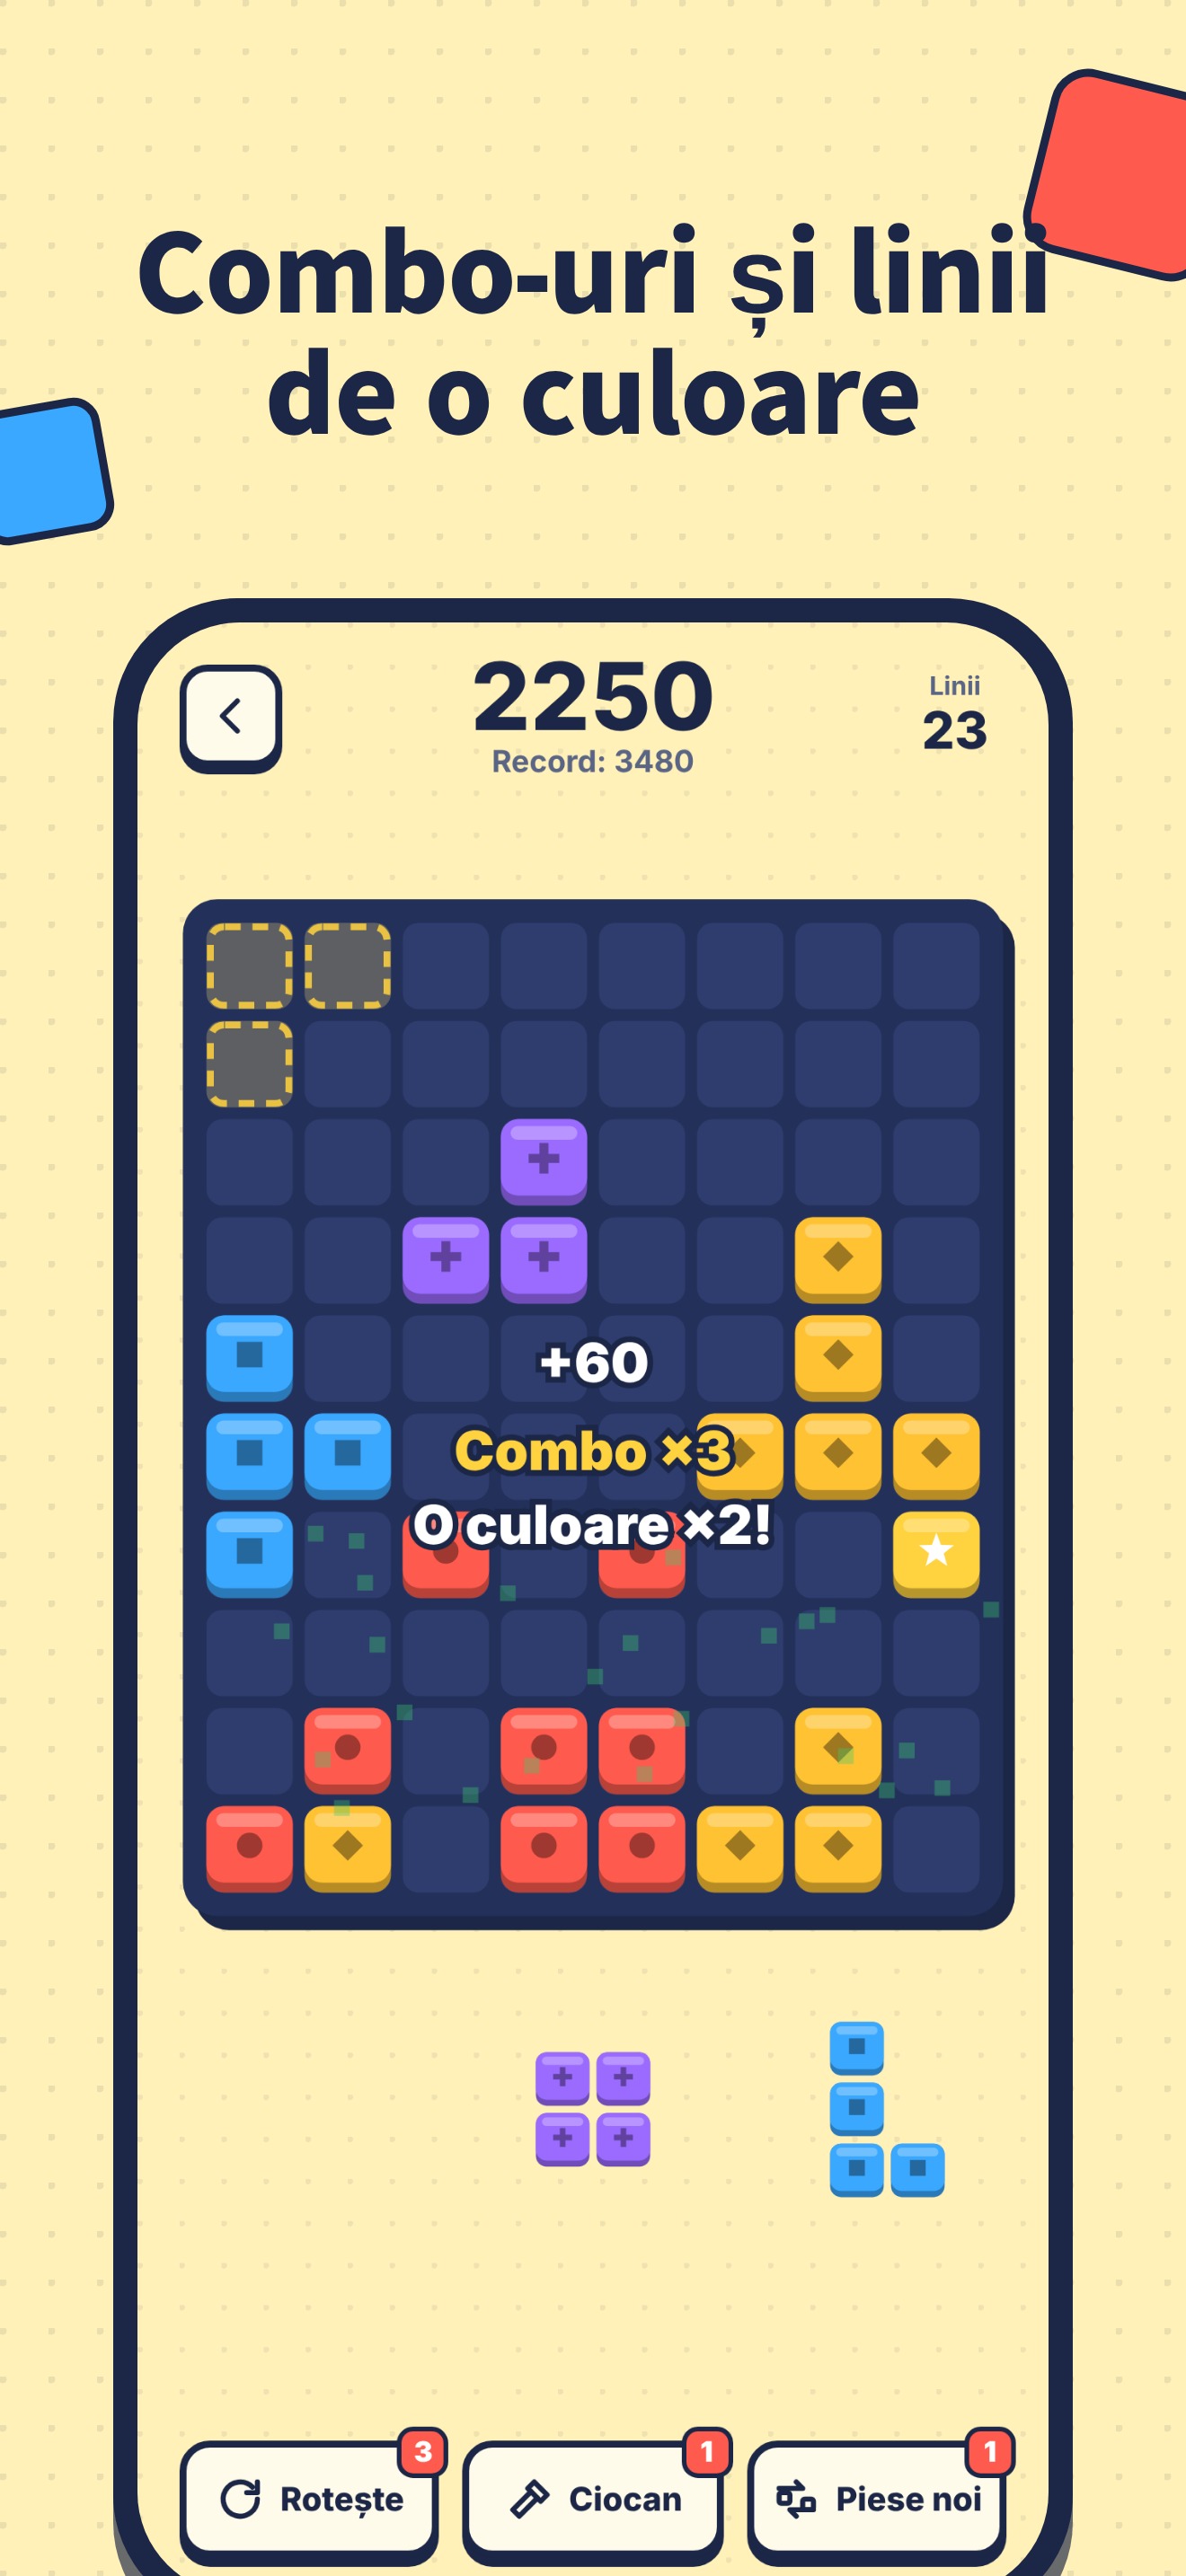 Combo-uri și linii
de o culoare
2250
Record: 3480
Linii
23
+60
Combo ×3
O culoare ×2!
3
1
1
Rotește
Ciocan
Piese noi